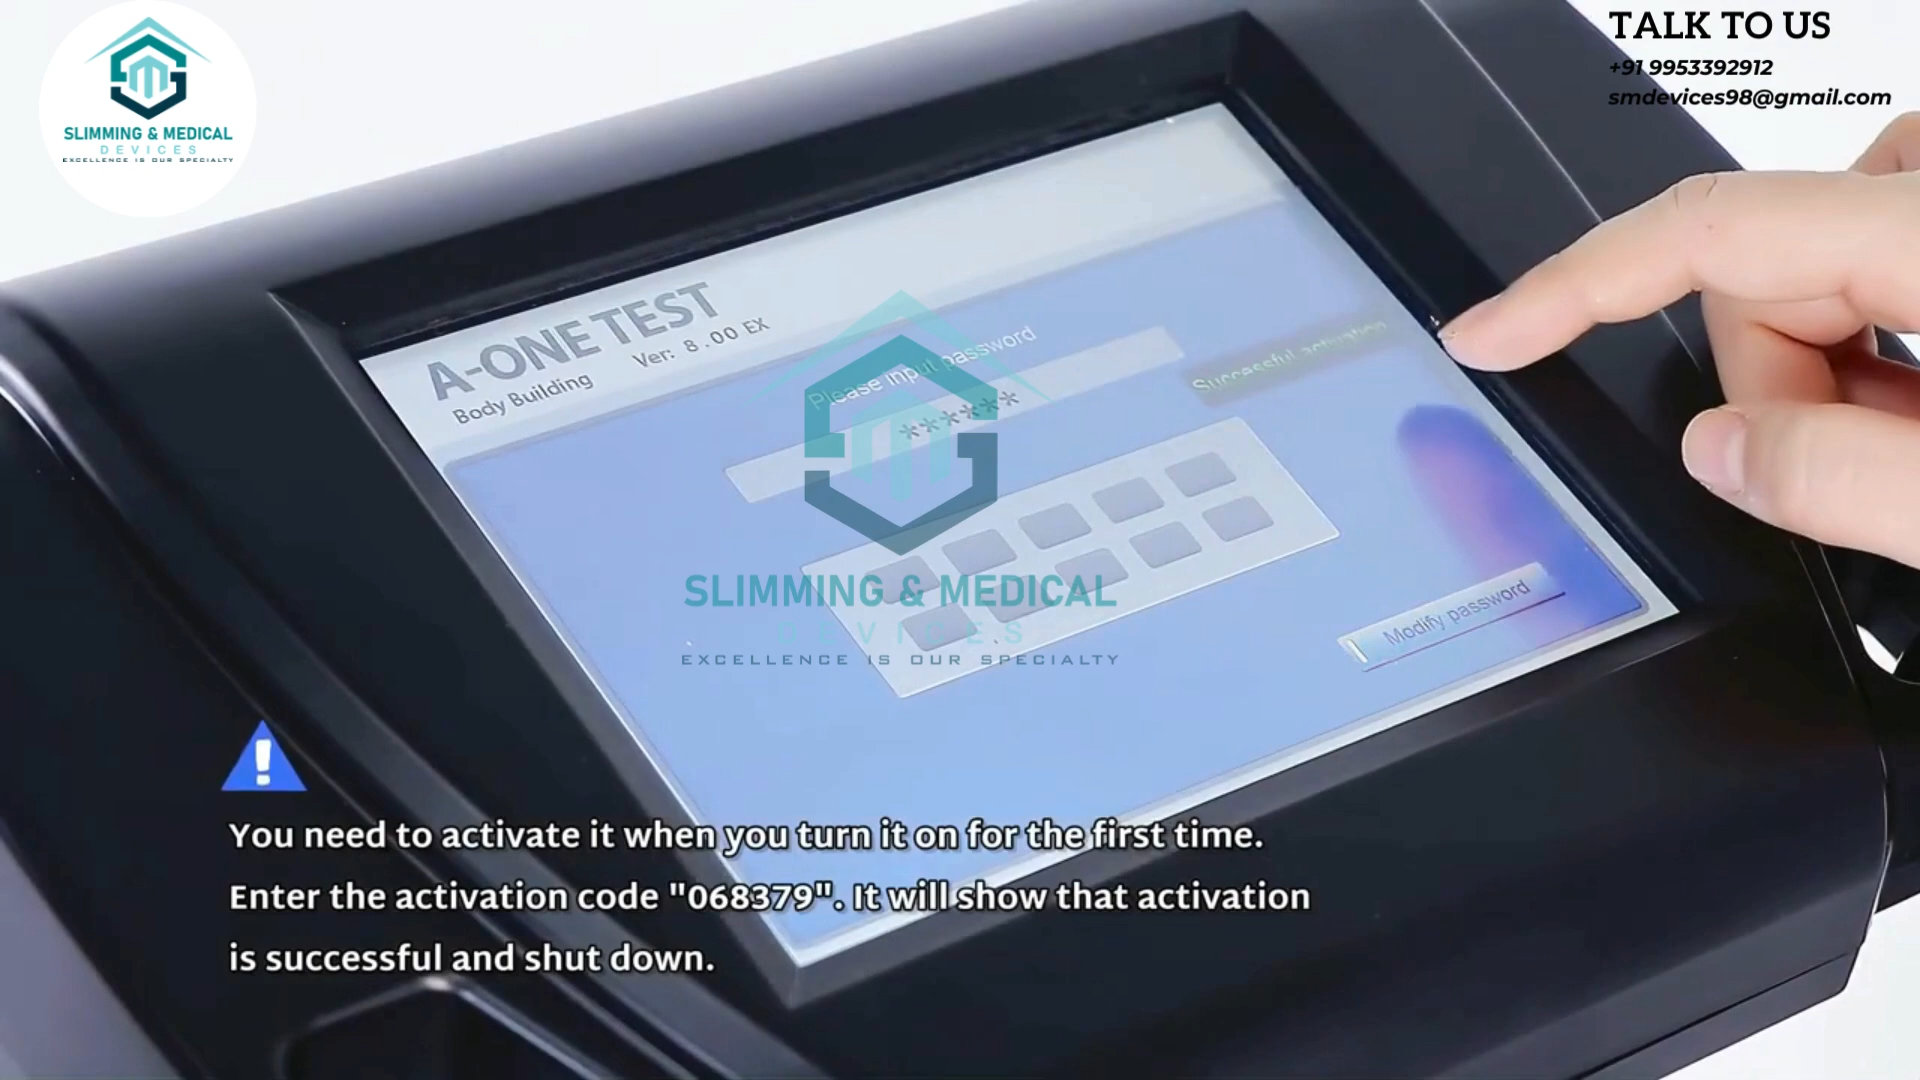 SLIMMING & MEDICAL
DEVICES
EXCELLENCE IS OUR SPECIALTY
TALK TO US
+91 9953392912
smdevices98@gmail.com
A-ONE TEST
Ver: 8.00 EX
Body Building
Please input password
******
Successful activation
SLIMMING & MEDICAL
DEVICES
EXCELLENCE IS OUR SPECIALTY
Modify password
You need to activate it when you turn it on for the first time.
Enter the activation code "068379". It will show that activation
is successful and shut down.